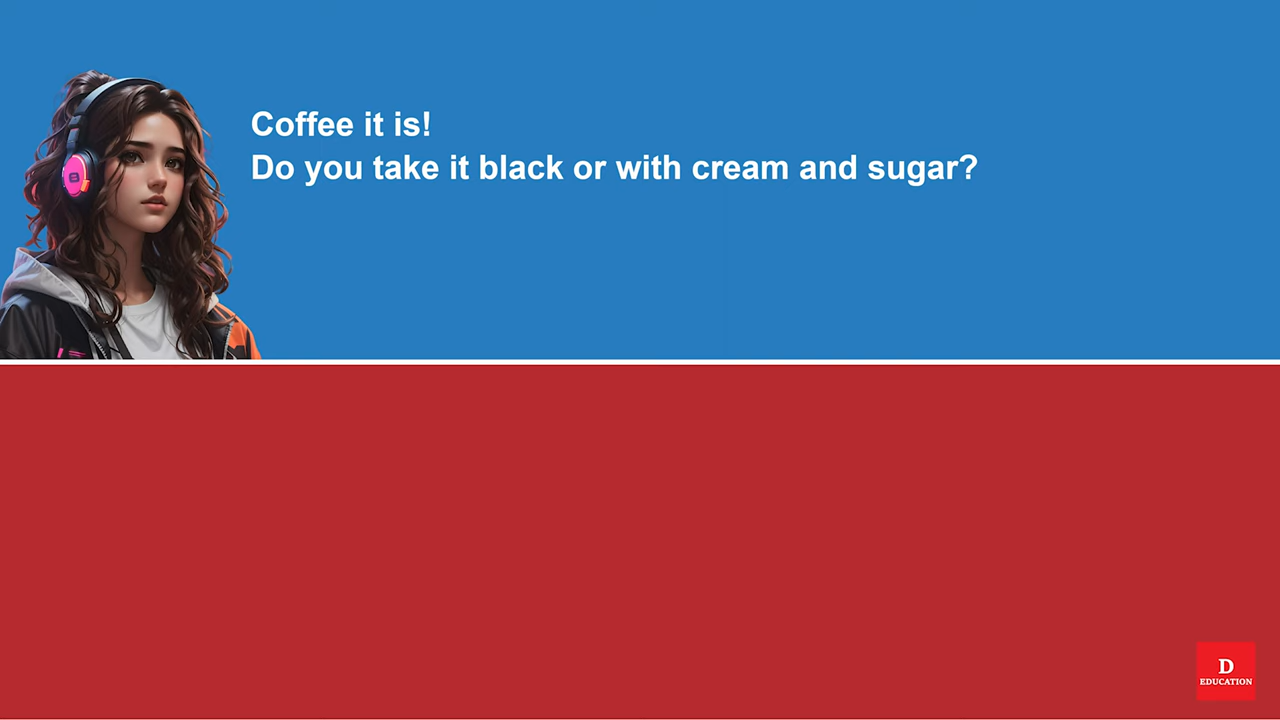 Coffee it is!
Do you take it black or with cream and sugar?
D
EDUCATION